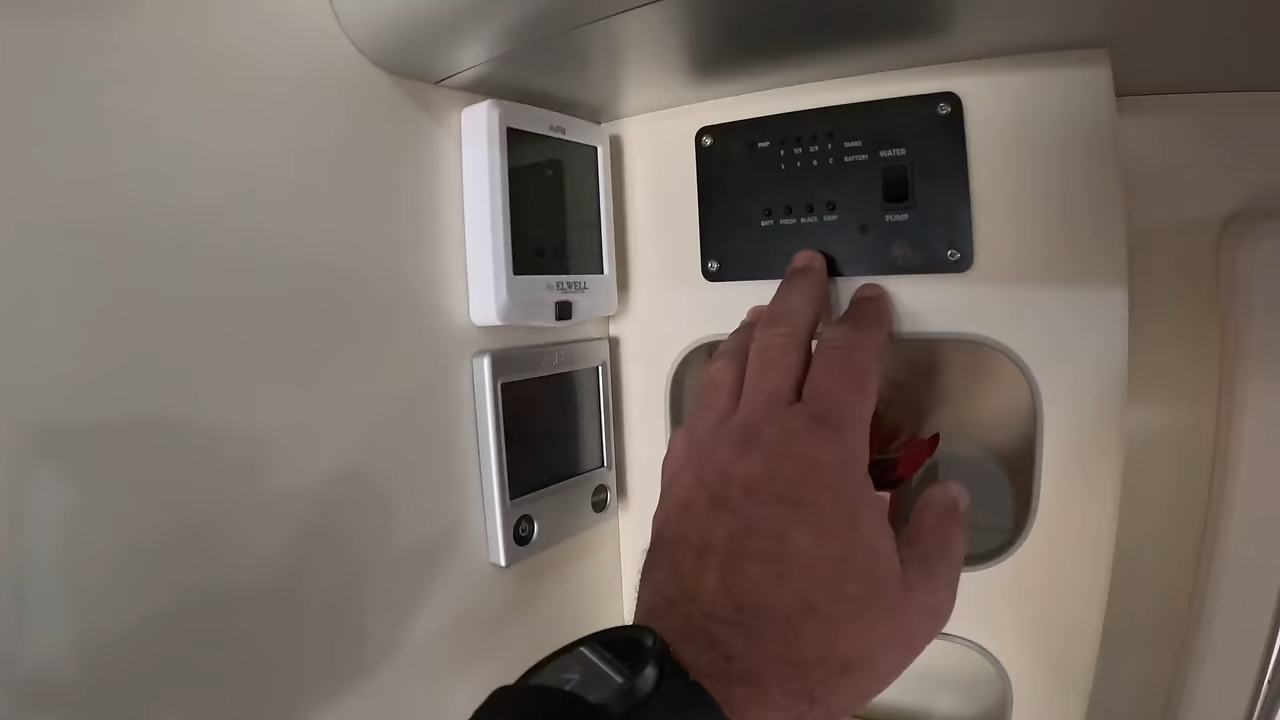 ELWELL
PMP E 1/3 2/3 F TANKS
L F G C BATTERY
WATER
BATT FRESH BLACK GRAY
PUMP